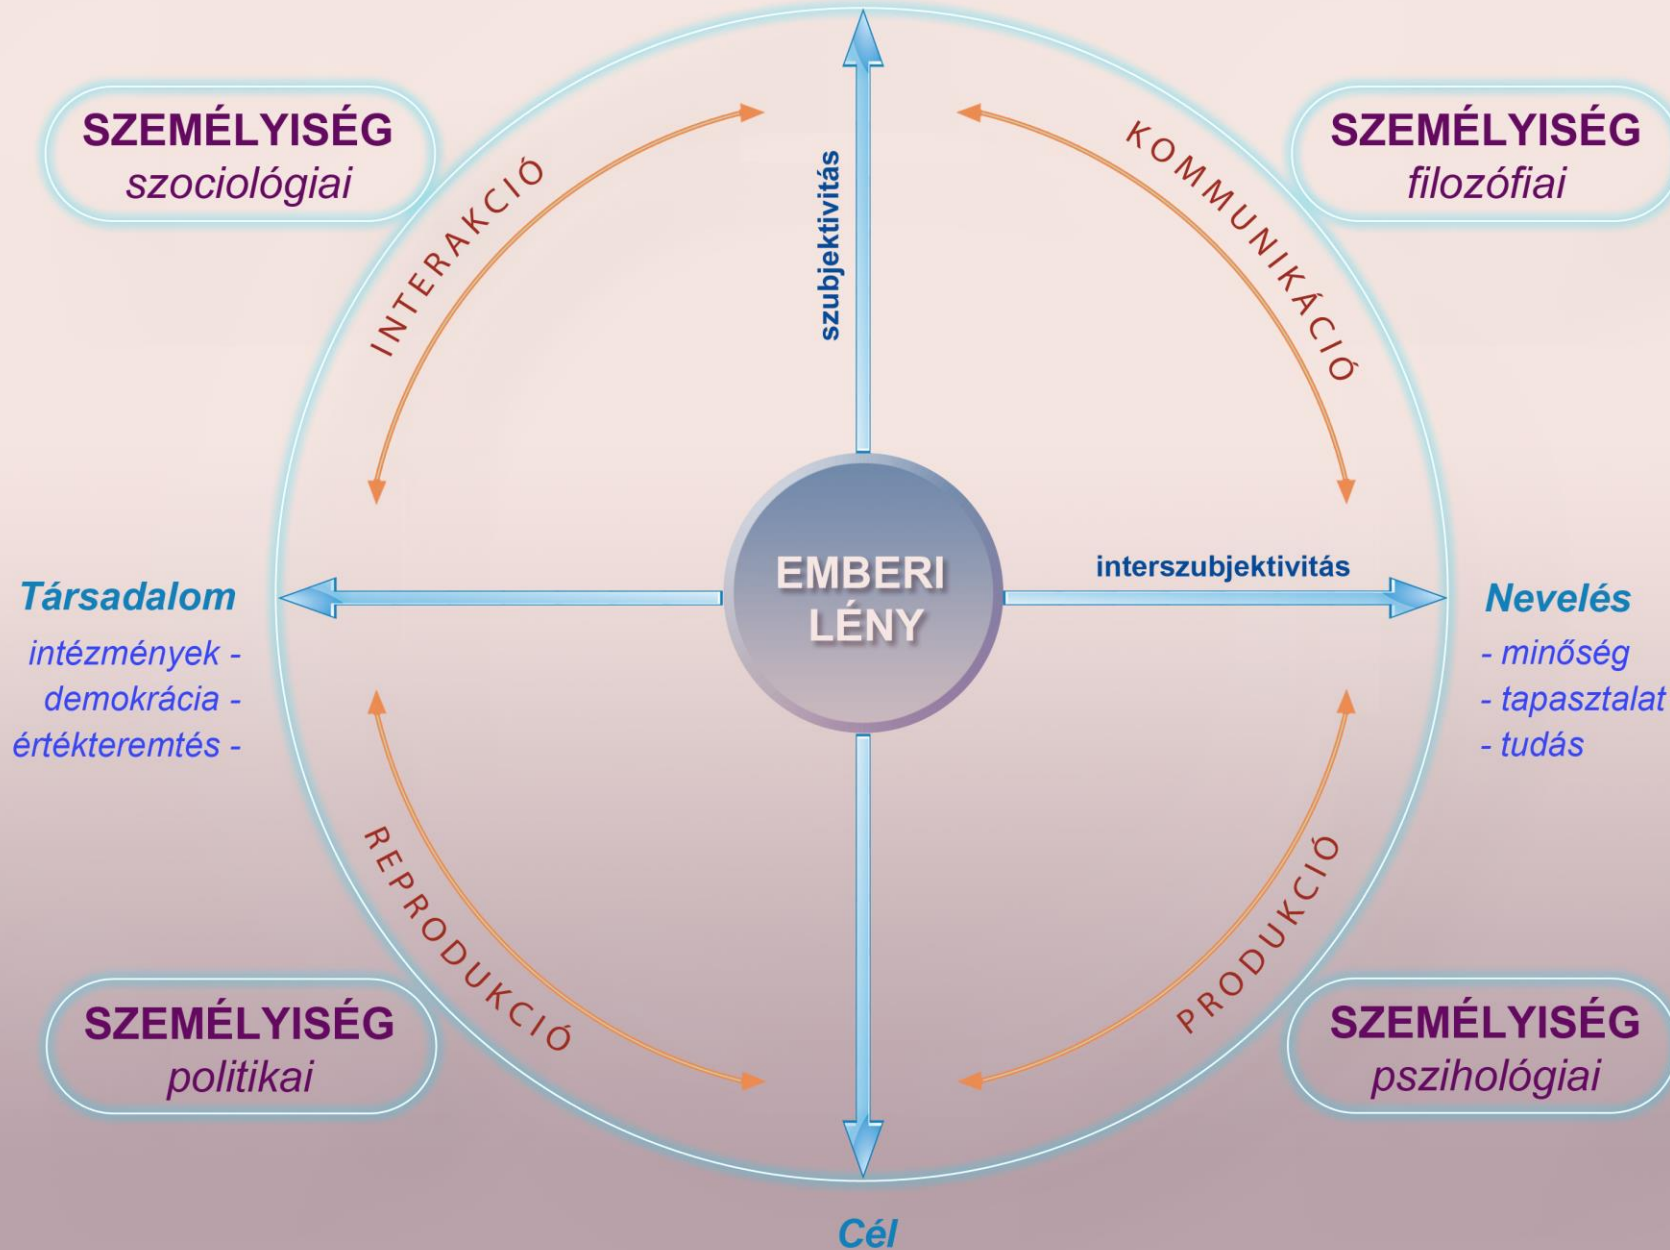 SZEMÉLYISÉG
szociológiai
SZEMÉLYISÉG
filozófiai
INTERAKCIÓ
KOMMUNIKÁCIÓ
szubjektivitás
EMBERI
LÉNY
interszubjektivitás
Társadalom
intézmények -
demokrácia -
értékteremtés -
Nevelés
- minőség
- tapasztalat
- tudás
REPRODUKCIÓ
PRODUKCIÓ
SZEMÉLYISÉG
politikai
SZEMÉLYISÉG
pszihológiai
Cél